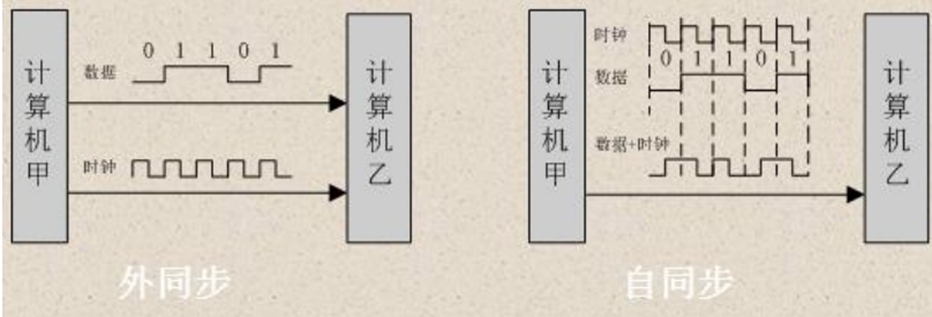 计算机甲
数据
0 1 1 0 1
时钟
计算机乙
外同步
计算机甲
时钟
0 1 1 0 1
数据
数据+时钟
计算机乙
自同步